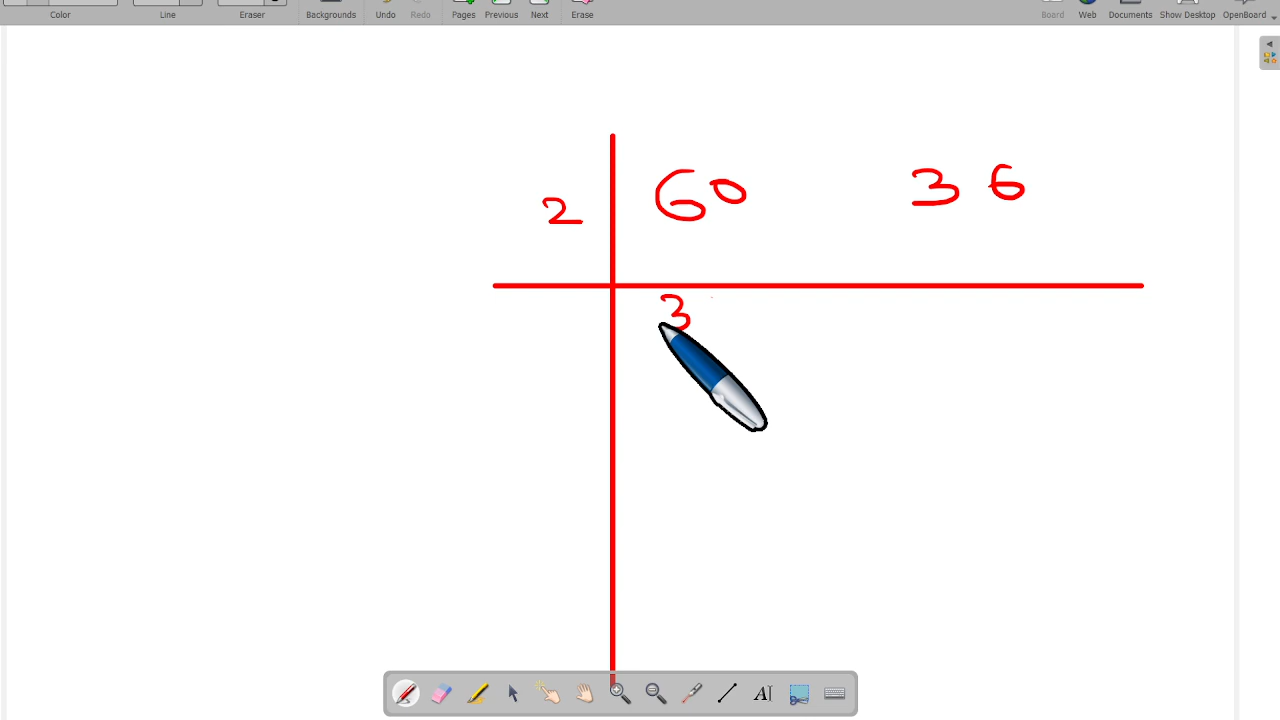 Color Line Eraser Backgrounds Undo Redo Pages Previous Next Erase Board Web Documents Show Desktop OpenBoard
2 60 36
3